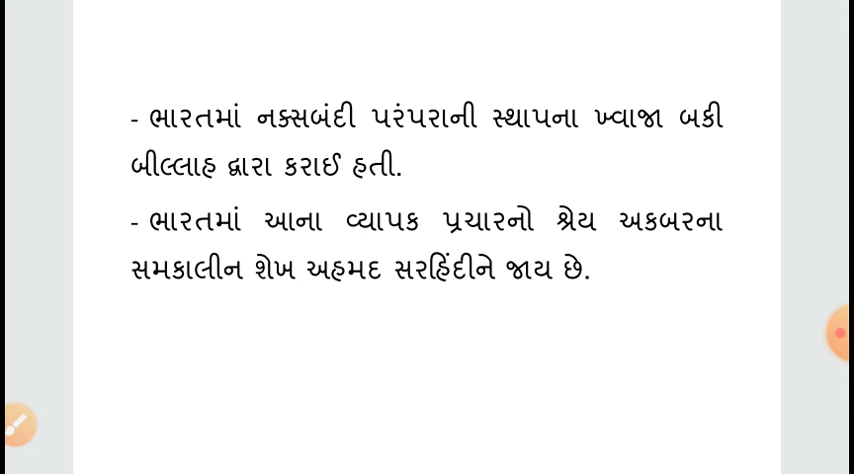 - ભારતમાં નક્સબંદી પરંપરાની સ્થાપના ખ્વાજા બકી
બીલ્લાહ દ્વારા કરાઈ હતી.
- ભારતમાં આના વ્યાપક પ્રચારનો શ્રેય અકબરના
સમકાલીન શેખ અહમદ સરહિંદીને જાય છે.